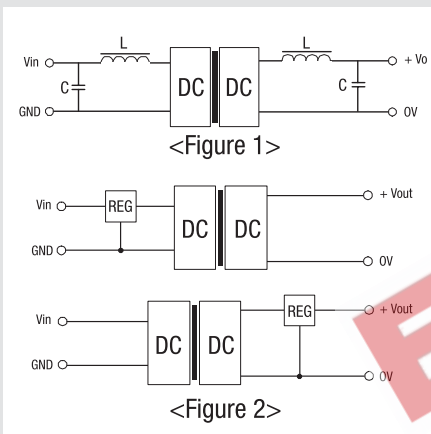 L L
Vin + Vo
C DC DC C
GND 0V
<Figure 1>
Vin REG + Vout
DC DC
GND 0V
Vin REG + Vout
DC DC
GND 0V
<Figure 2>